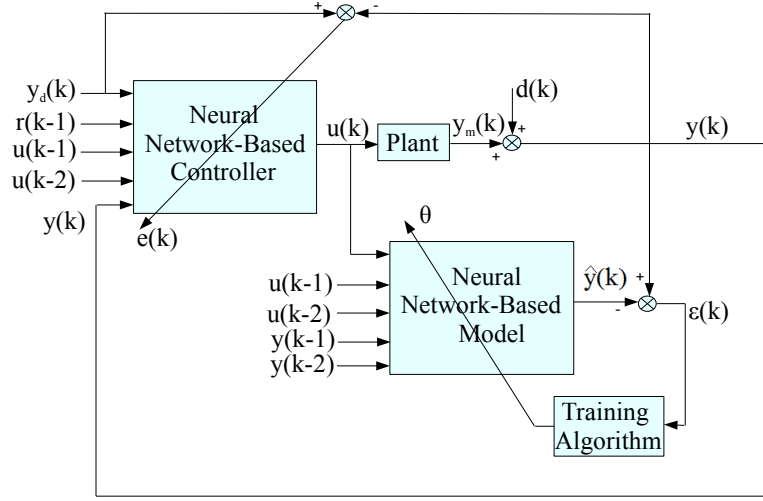 +
-
y_d(k)
r(k-1)
u(k-1)
u(k-2)
y(k)
Neural
Network-Based
Controller
e(k)
u(k)
Plant
y_m(k)
d(k)
+
+
y(k)
θ
u(k-1)
u(k-2)
y(k-1)
y(k-2)
Neural
Network-Based
Model
ŷ(k)
+
-
ε(k)
Training
Algorithm